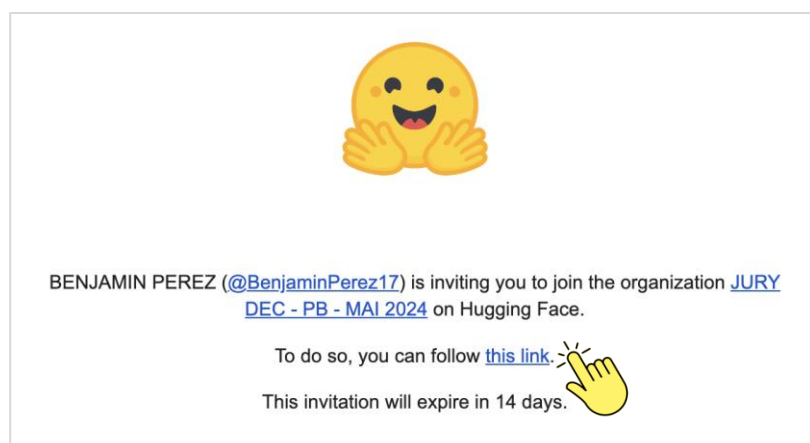 BENJAMIN PEREZ (@BenjaminPerez17) is inviting you to join the organization JURY
DEC - PB - MAI 2024 on Hugging Face.
To do so, you can follow this link.
This invitation will expire in 14 days.